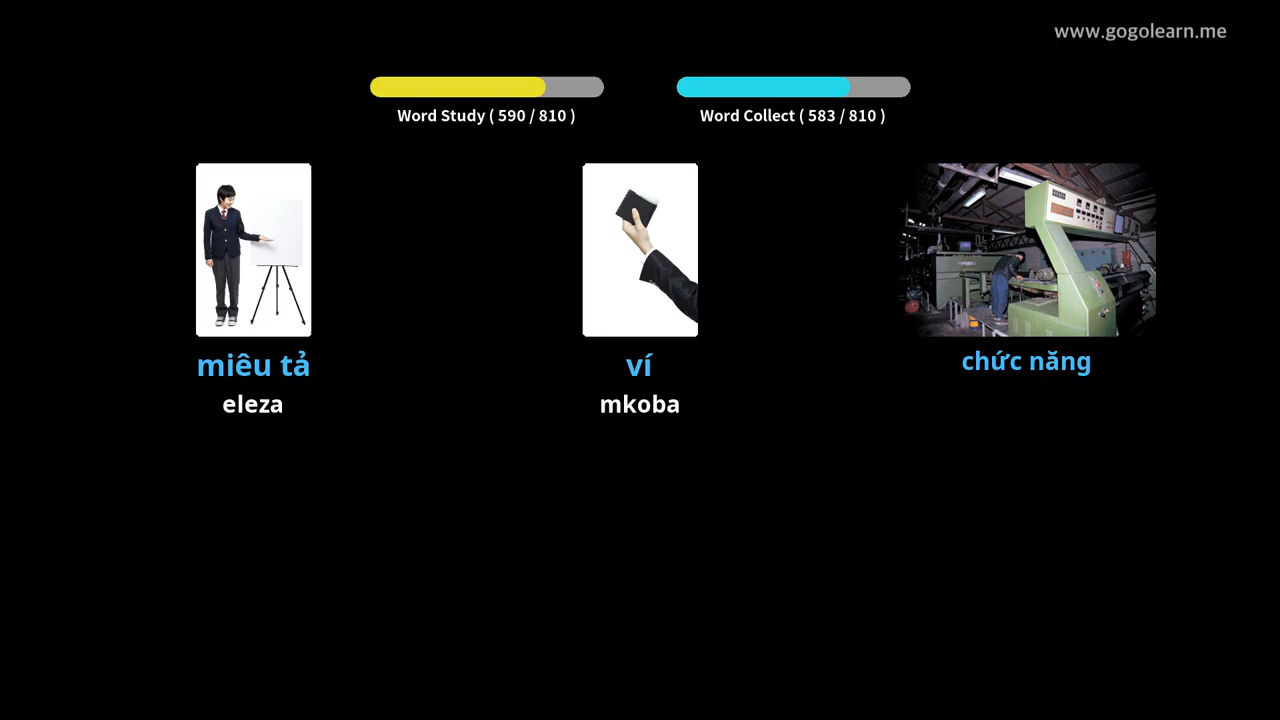 www.gogolearn.me
Word Study ( 590 / 810 )
Word Collect ( 583 / 810 )
miêu tả
eleza
ví
mkoba
chức năng